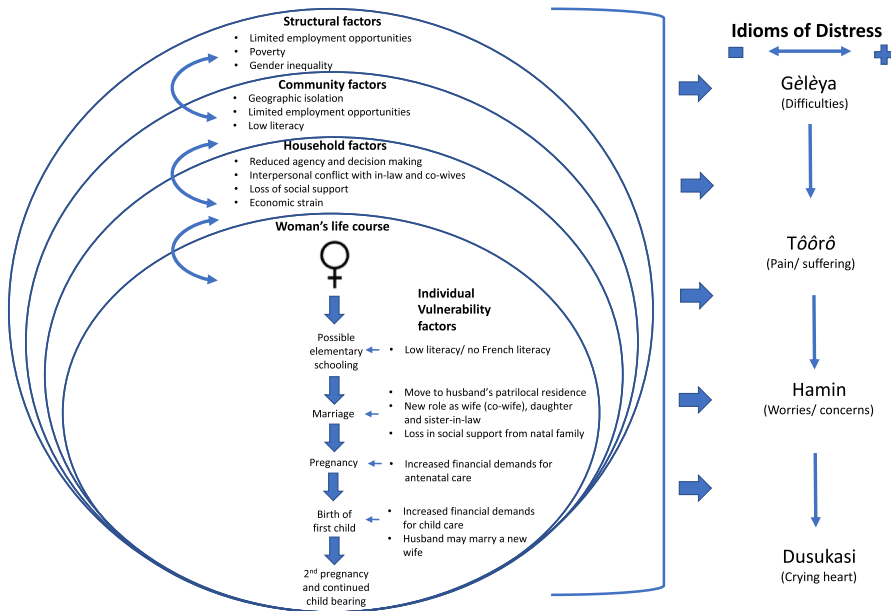 Structural factors
• Limited employment opportunities
• Poverty
• Gender inequality
Community factors
• Geographic isolation
• Limited employment opportunities
• Low literacy
Household factors
• Reduced agency and decision making
• Interpersonal conflict with in-law and co-wives
• Loss of social support
• Economic strain
Woman's life course
Individual
Vulnerability
factors
Possible
elementary
schooling
• Low literacy/ no French literacy
Marriage
• Move to husband's patrilocal residence
• New role as wife (co-wife), daughter
and sister-in-law
• Loss in social support from natal family
Pregnancy
• Increased financial demands for
antenatal care
Birth of
first child
• Increased financial demands
for child care
• Husband may marry a new
wife
2nd pregnancy
and continued
child bearing
Idioms of Distress
Gèlèya
(Difficulties)
Tôôrô
(Pain/ suffering)
Hamin
(Worries/ concerns)
Dusukasi
(Crying heart)